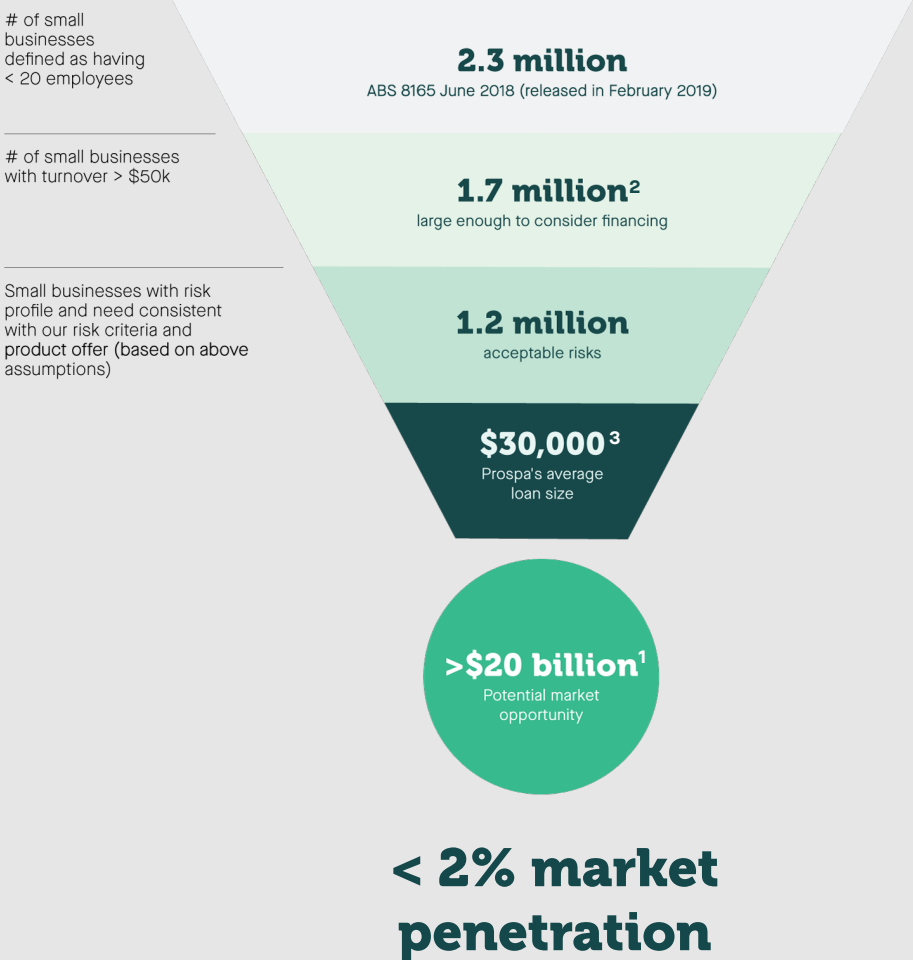 # of small
businesses
defined as having
< 20 employees
2.3 million
ABS 8165 June 2018 (released in February 2019)
# of small businesses
with turnover > $50k
1.7 million²
large enough to consider financing
Small businesses with risk
profile and need consistent
with our risk criteria and
product offer (based on above
assumptions)
1.2 million
acceptable risks
$30,000³
Prospa's average
loan size
>$20 billion¹
Potential market
opportunity
< 2% market
penetration